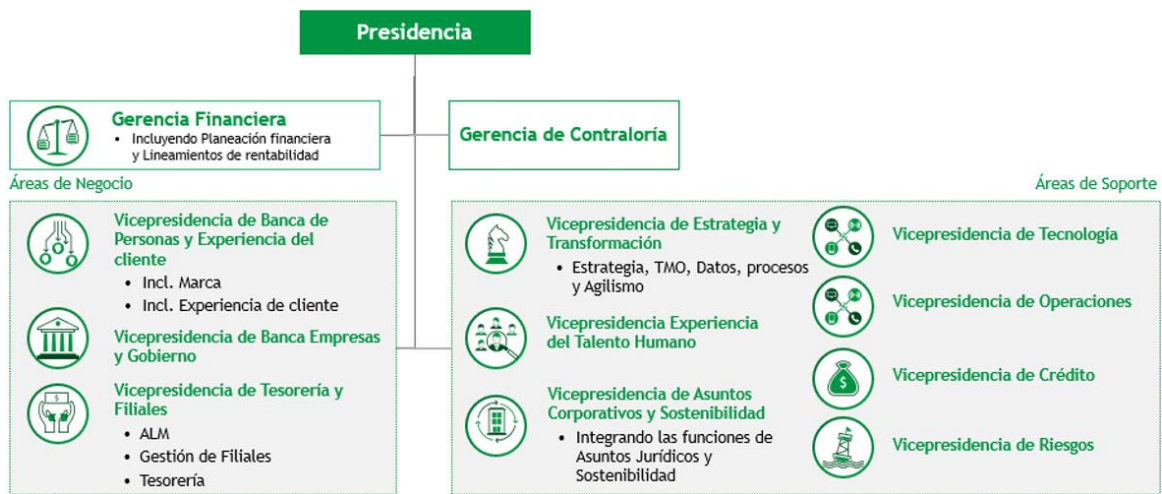 Presidencia
Gerencia Financiera
• Incluyendo Planeación financiera
y Lineamientos de rentabilidad
Gerencia de Contraloría
Áreas de Negocio
Áreas de Soporte
Vicepresidencia de Banca de
Personas y Experiencia del
cliente
• Incl. Marca
• Incl. Experiencia de cliente
Vicepresidencia de Banca Empresas
y Gobierno
Vicepresidencia de Tesorería y
Filiales
• ALM
• Gestión de Filiales
• Tesorería
Vicepresidencia de Estrategia y
Transformación
• Estrategia, TMO, Datos, procesos
y Agilismo
Vicepresidencia Experiencia
del Talento Humano
Vicepresidencia de Asuntos
Corporativos y Sostenibilidad
• Integrando las funciones de
Asuntos Jurídicos y
Sostenibilidad
Vicepresidencia de Tecnología
Vicepresidencia de Operaciones
Vicepresidencia de Crédito
Vicepresidencia de Riesgos